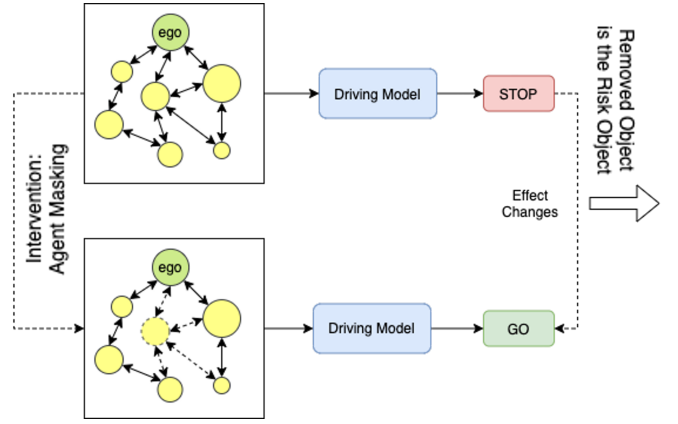 ego
Driving Model
STOP
Removed Object
is the Risk Object
Intervention:
Agent Masking
Effect
Changes
ego
Driving Model
GO